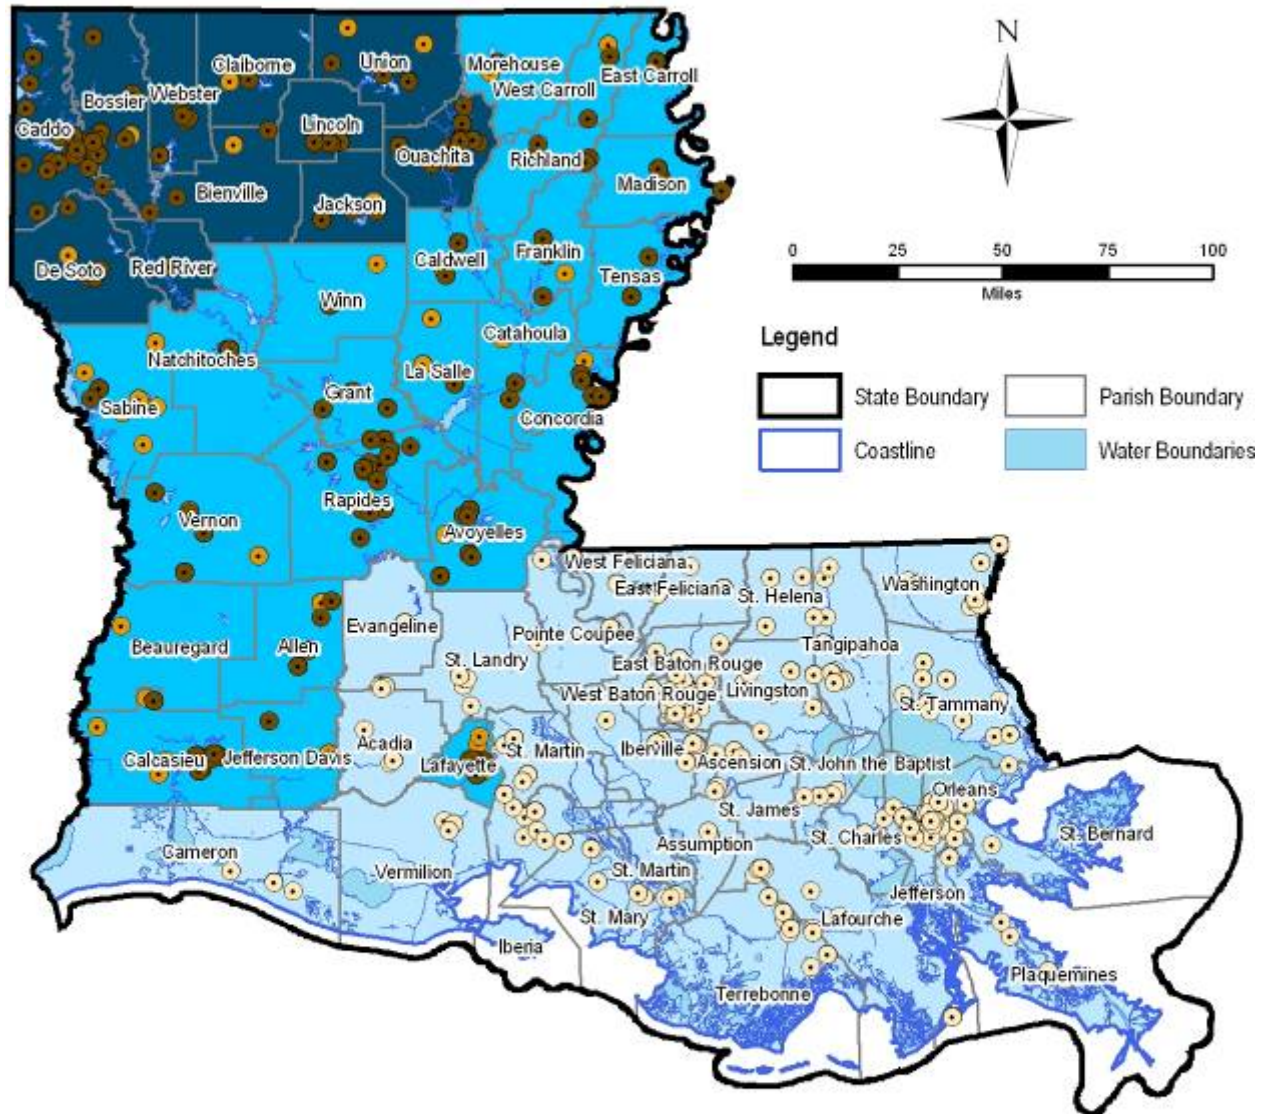 N
Claiborne
Union
Morehouse
West Carroll
East Carroll
Bossier
Webster
Caddo
Lincoln
Ouachita
Richland
Madison
Bienville
Jackson
De Soto
Red River
Caldwell
Franklin
Tensas
0 25 50 75 100
Miles
Winn
Legend
Natchitoches
Catahoula
La Salle
Grant
Sabine
Concordia
State Boundary
Parish Boundary
Coastline
Water Boundaries
Rapides
Vernon
Avoyelles
West Feliciana
East Feliciana
St. Helena
Washington
Evangeline
Pointe Coupee
Beauregard
Allen
Tangipahoa
St. Landry
East Baton Rouge
West Baton Rouge
Livingston
St. Tammany
Acadia
St. Martin
Iberville
Calcasieu
Jefferson Davis
Lafayette
Ascension
St. John the Baptist
Orleans
St. James
St. Charles
St. Bernard
Assumption
Cameron
Vermilion
St. Martin
Jefferson
St. Mary
Lafourche
Iberia
Plaquemines
Terrebonne